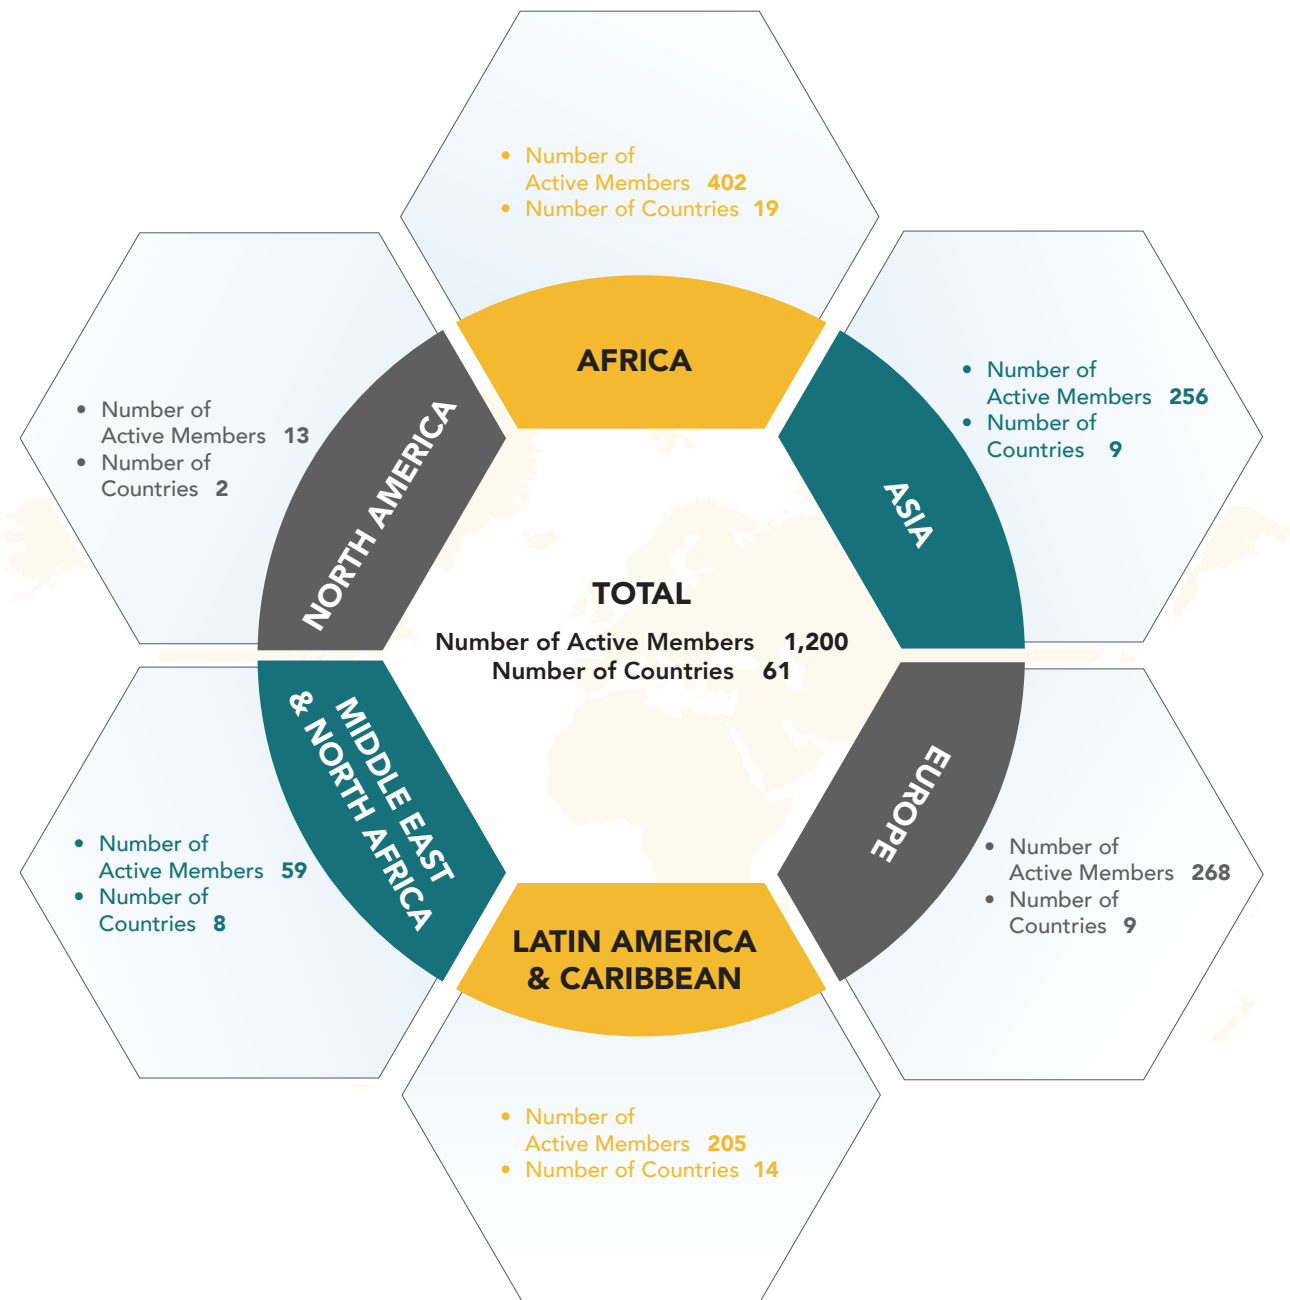 • Number of
Active Members 402
• Number of Countries 19
AFRICA
• Number of
Active Members 256
• Number of
Countries 9
ASIA
• Number of
Active Members 13
• Number of
Countries 2
NORTH AMERICA
TOTAL
Number of Active Members 1,200
Number of Countries 61
MIDDLE EAST
& NORTH AFRICA
• Number of
Active Members 59
• Number of
Countries 8
EUROPE
• Number of
Active Members 268
• Number of
Countries 9
LATIN AMERICA
& CARIBBEAN
• Number of
Active Members 205
• Number of Countries 14